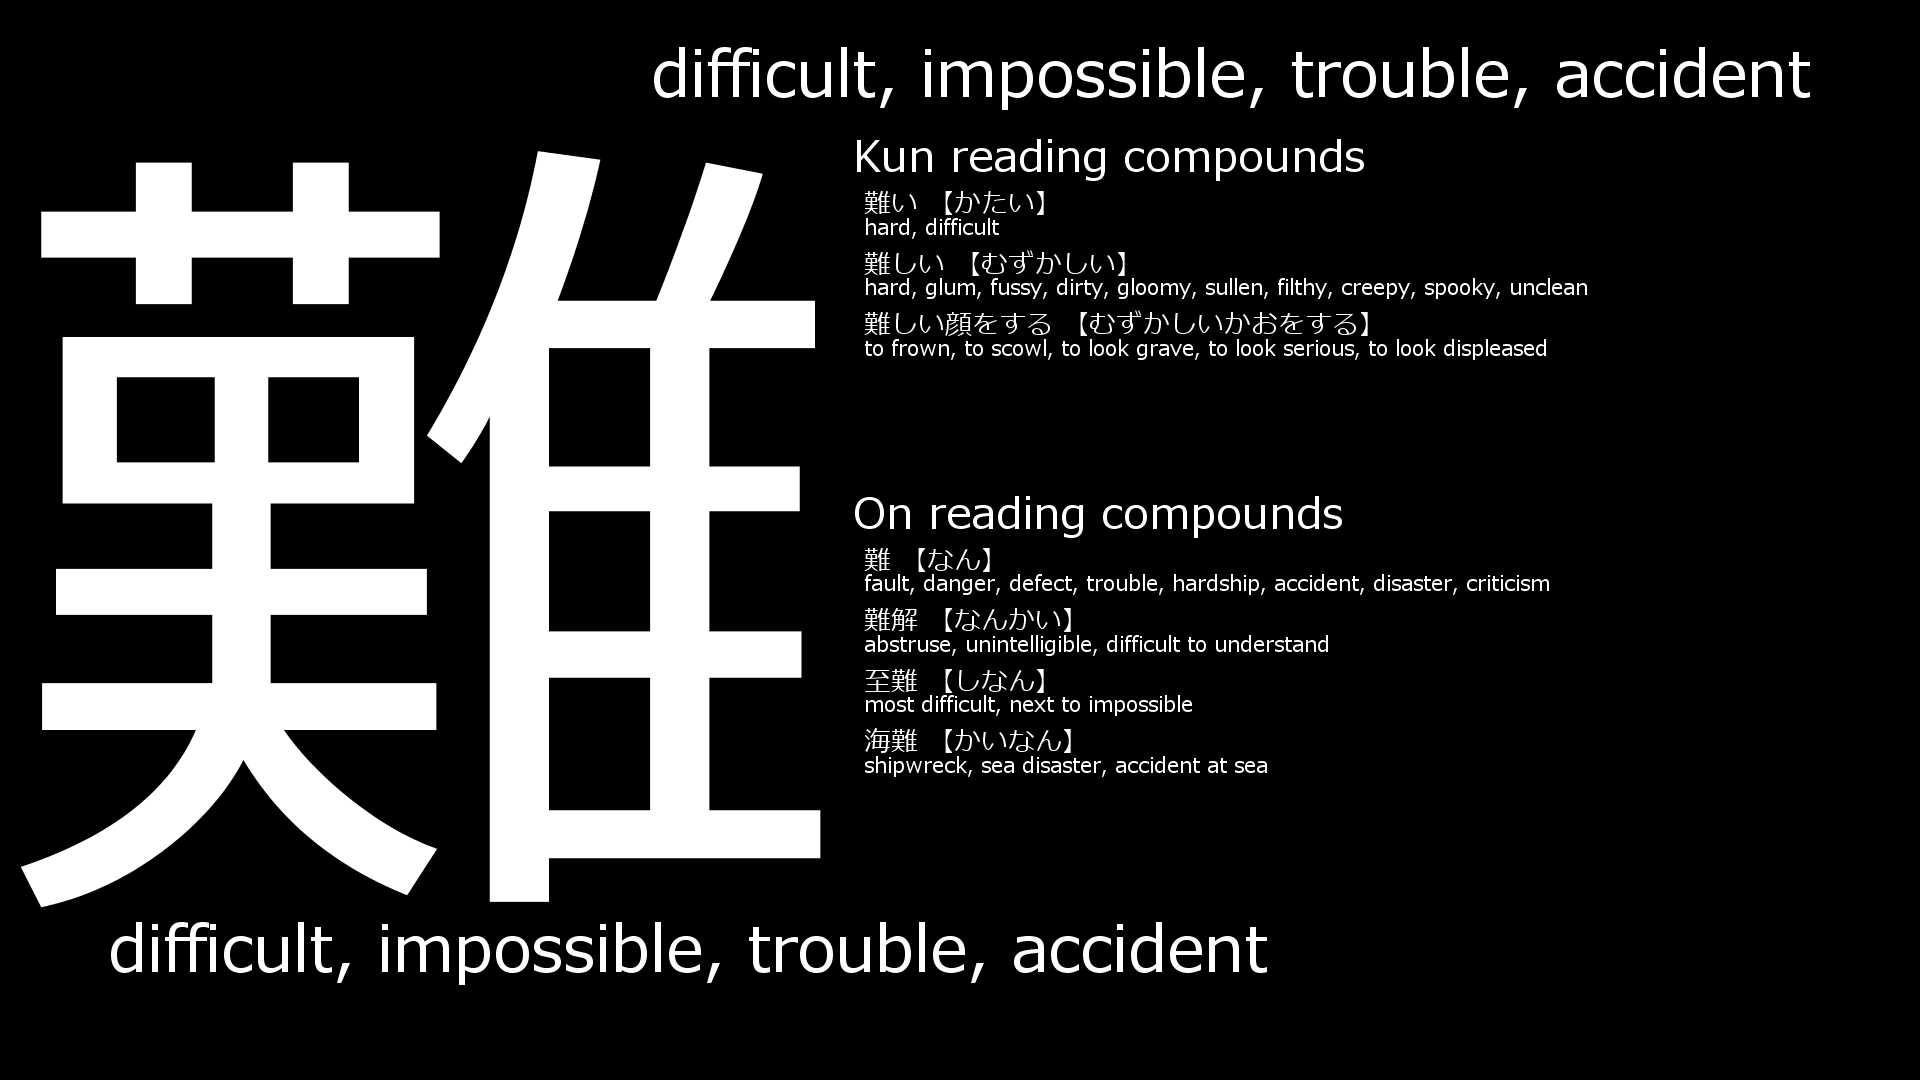 difficult, impossible, trouble, accident
難
Kun reading compounds
難い 【かたい】
hard, difficult
難しい 【むずかしい】
hard, glum, fussy, dirty, gloomy, sullen, filthy, creepy, spooky, unclean
難しい顔をする 【むずかしいかおをする】
to frown, to scowl, to look grave, to look serious, to look displeased
On reading compounds
難 【なん】
fault, danger, defect, trouble, hardship, accident, disaster, criticism
難解 【なんかい】
abstruse, unintelligible, difficult to understand
至難 【しなん】
most difficult, next to impossible
海難 【かいなん】
shipwreck, sea disaster, accident at sea
difficult, impossible, trouble, accident